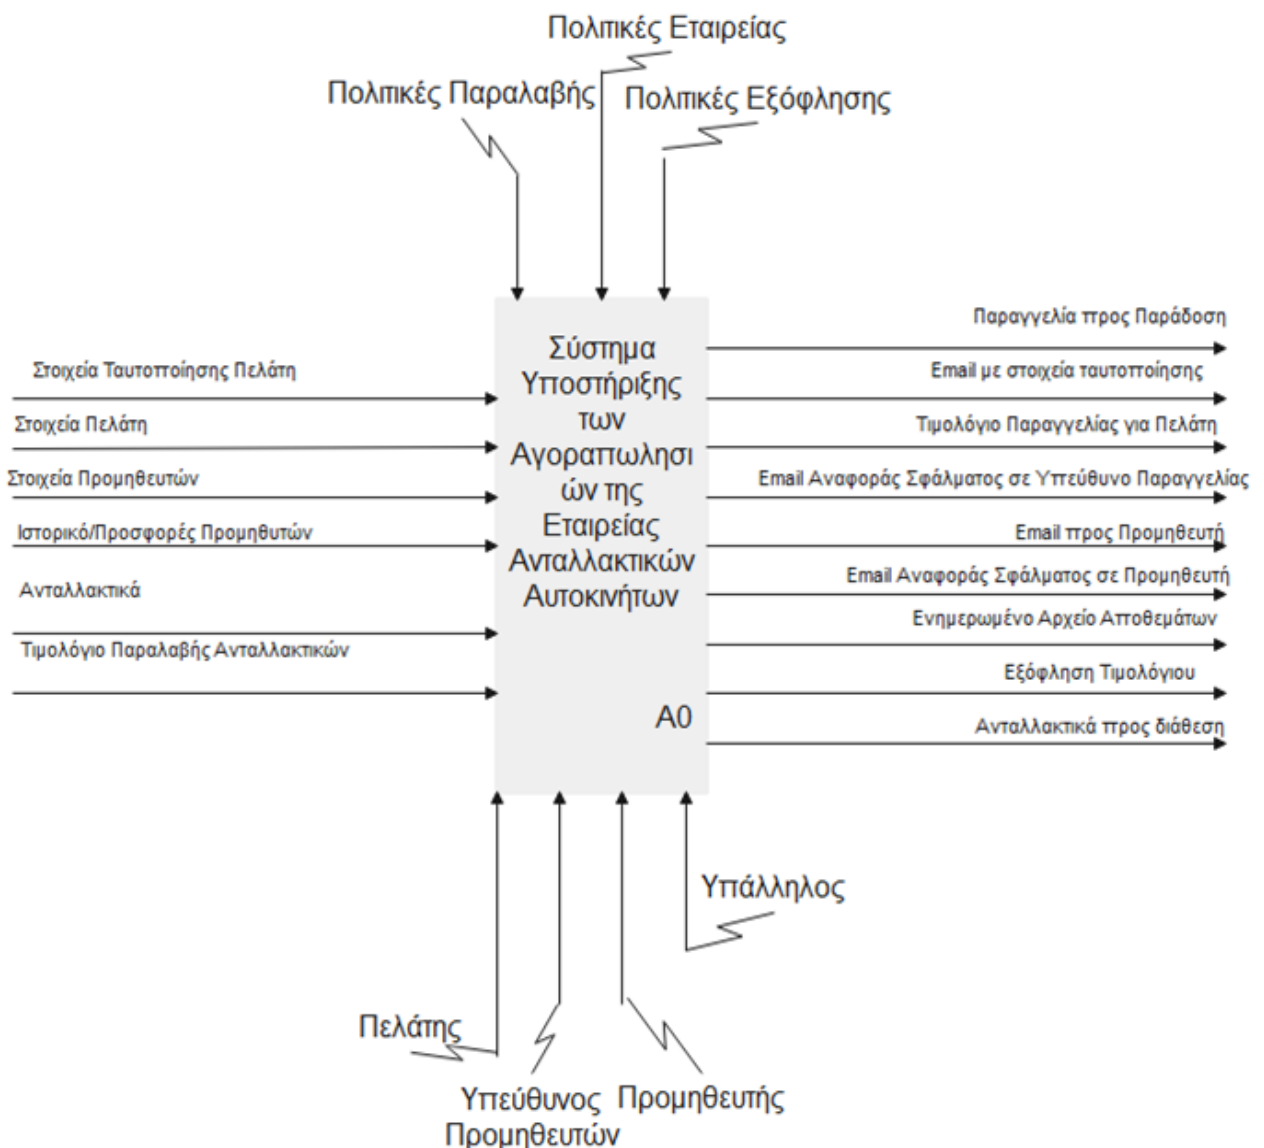 Πολιτικές Εταιρείας
Πολιτικές Παραλαβής
Πολιτικές Εξόφλησης
Σύστημα
Υποστήριξης
των
Αγοραπωλησι
ών της
Εταιρείας
Ανταλλακτικών
Αυτοκινήτων
A0
Στοιχεία Ταυτοποίησης Πελάτη
Στοιχεία Πελάτη
Στοιχεία Προμηθευτών
Ιστορικό/Προσφορές Προμηθυτών
Ανταλλακτικά
Τιμολόγιο Παραλαβής Ανταλλακτικών
Παραγγελία προς Παράδοση
Email με στοιχεία ταυτοποίησης
Τιμολόγιο Παραγγελίας για Πελάτη
Email Αναφοράς Σφάλματος σε Υπεύθυνο Παραγγελίας
Email προς Προμηθευτή
Email Αναφοράς Σφάλματος σε Προμηθευτή
Ενημερωμένο Αρχείο Αποθεμάτων
Εξόφληση Τιμολόγιου
Ανταλλακτικά προς διάθεση
Υπάλληλος
Πελάτης
Υπεύθυνος
Προμηθευτών
Προμηθευτής